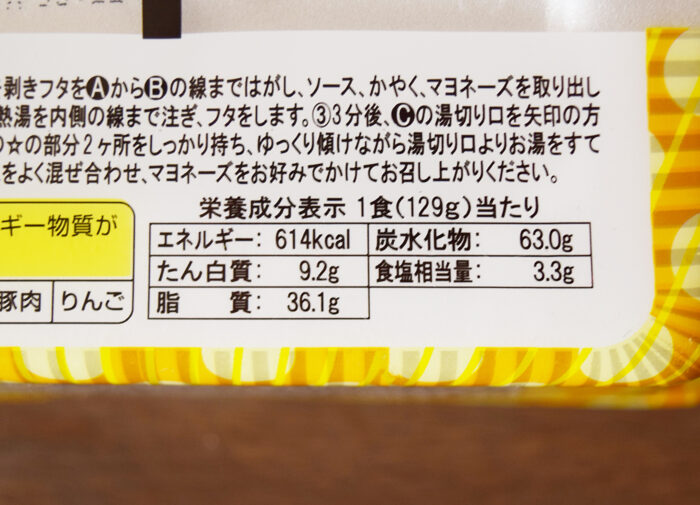 剥きフタをⒶからⒷの線まではがし、ソース、かやく、マヨネーズを取り出し
熱湯を内側の線まで注ぎ、フタをします。③3分後、Ⓒの湯切り口を矢印の方
の☆の部分2ヶ所をしっかり持ち、ゆっくり傾けながら湯切り口よりお湯をすて
をよく混ぜ合わせ、マヨネーズをお好みでかけてお召し上がりください。
ギー物質が
豚肉 りんご
栄養成分表示 1食(129g)当たり
エネルギー: 614kcal 炭水化物: 63.0g
たん白質: 9.2g 食塩相当量: 3.3g
脂 質: 36.1g